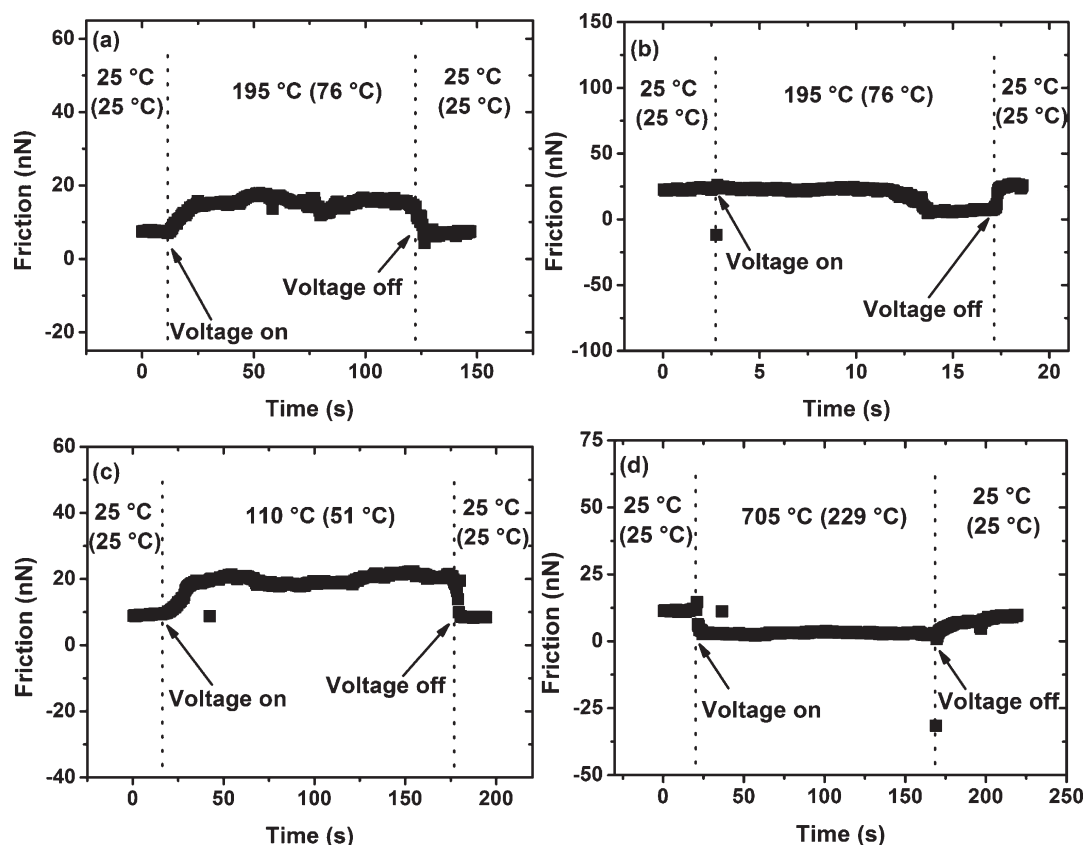 (a)
25 °C
(25 °C)
195 °C (76 °C)
25 °C
(25 °C)
Voltage off
Voltage on
Friction (nN)
60
40
20
0
-20
0 50 100 150
Time (s)
(b)
25 °C
(25 °C)
195 °C (76 °C)
25 °C
(25 °C)
Voltage on
Voltage off
Friction (nN)
150
100
50
25
0
-50
-100
0 5 10 15 20
Time (s)
(c)
25 °C
(25 °C)
110 °C (51 °C)
25 °C
(25 °C)
Voltage on
Voltage off
Friction (nN)
60
40
20
0
-20
-40
0 50 100 150 200
Time (s)
(d)
25 °C
(25 °C)
705 °C (229 °C)
25 °C
(25 °C)
Voltage on
Voltage off
Friction (nN)
75
50
25
0
-25
-50
0 50 100 150 200 250
Time (s)